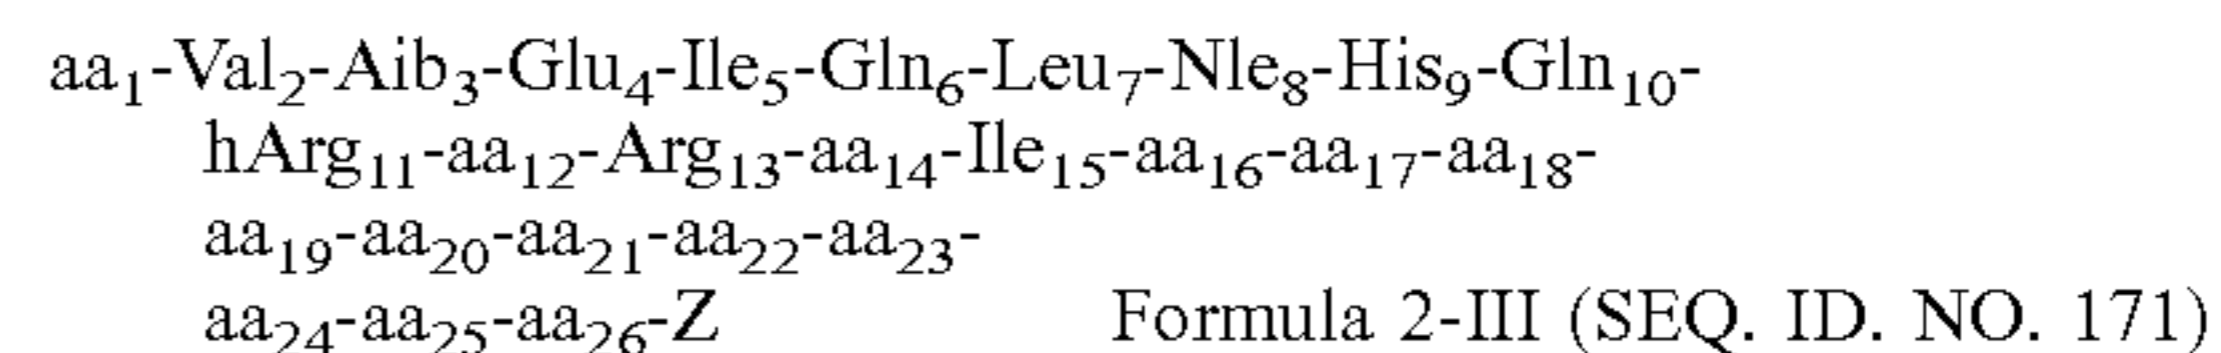 aa₁-Val₂-Aib₃-Glu₄-Ile₅-Gln₆-Leu₇-Nle₈-His₉-Gln₁₀-
hArg₁₁-aa₁₂-Arg₁₃-aa₁₄-Ile₁₅-aa₁₆-aa₁₇-aa₁₈-
aa₁₉-aa₂₀-aa₂₁-aa₂₂-aa₂₃-
aa₂₄-aa₂₅-aa₂₆-Z Formula 2-III (SEQ. ID. NO. 171)